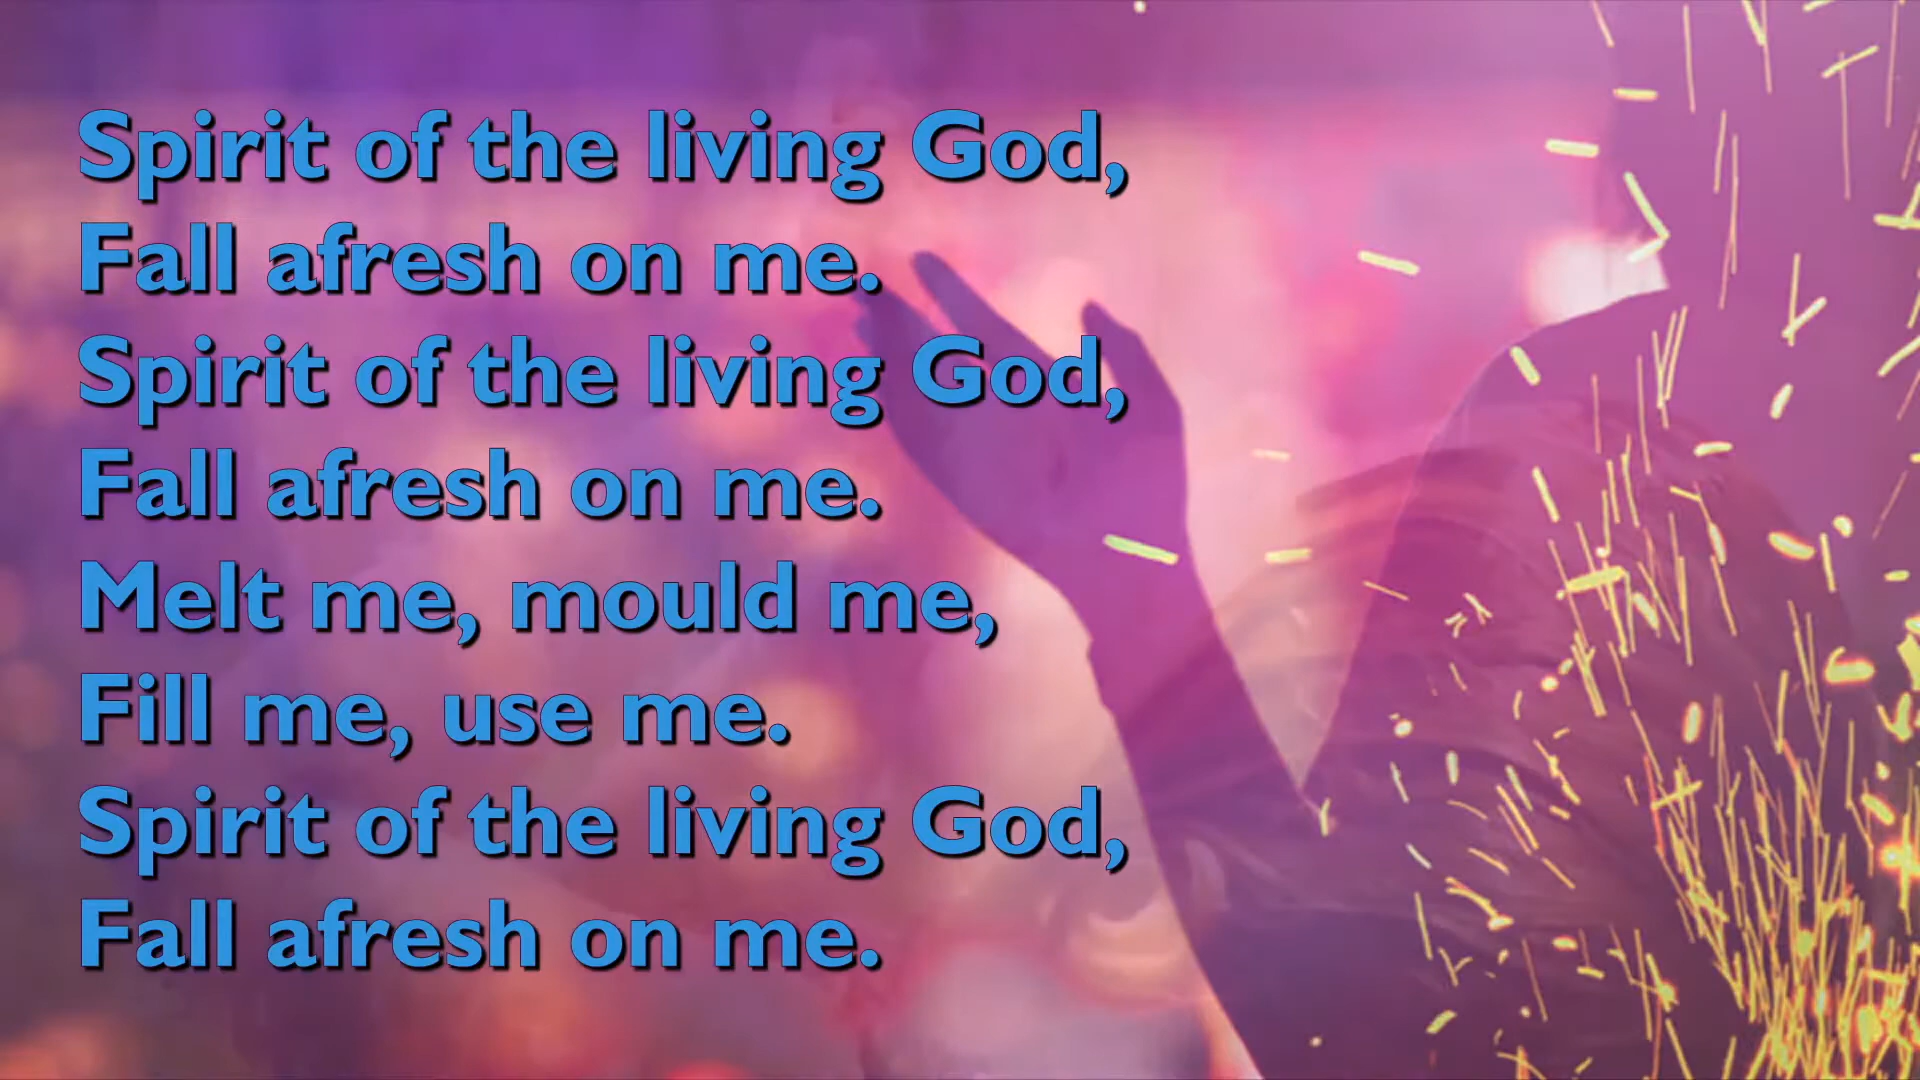 Spirit of the living God,
Fall afresh on me.
Spirit of the living God,
Fall afresh on me.
Melt me, mould me,
Fill me, use me.
Spirit of the living God,
Fall afresh on me.